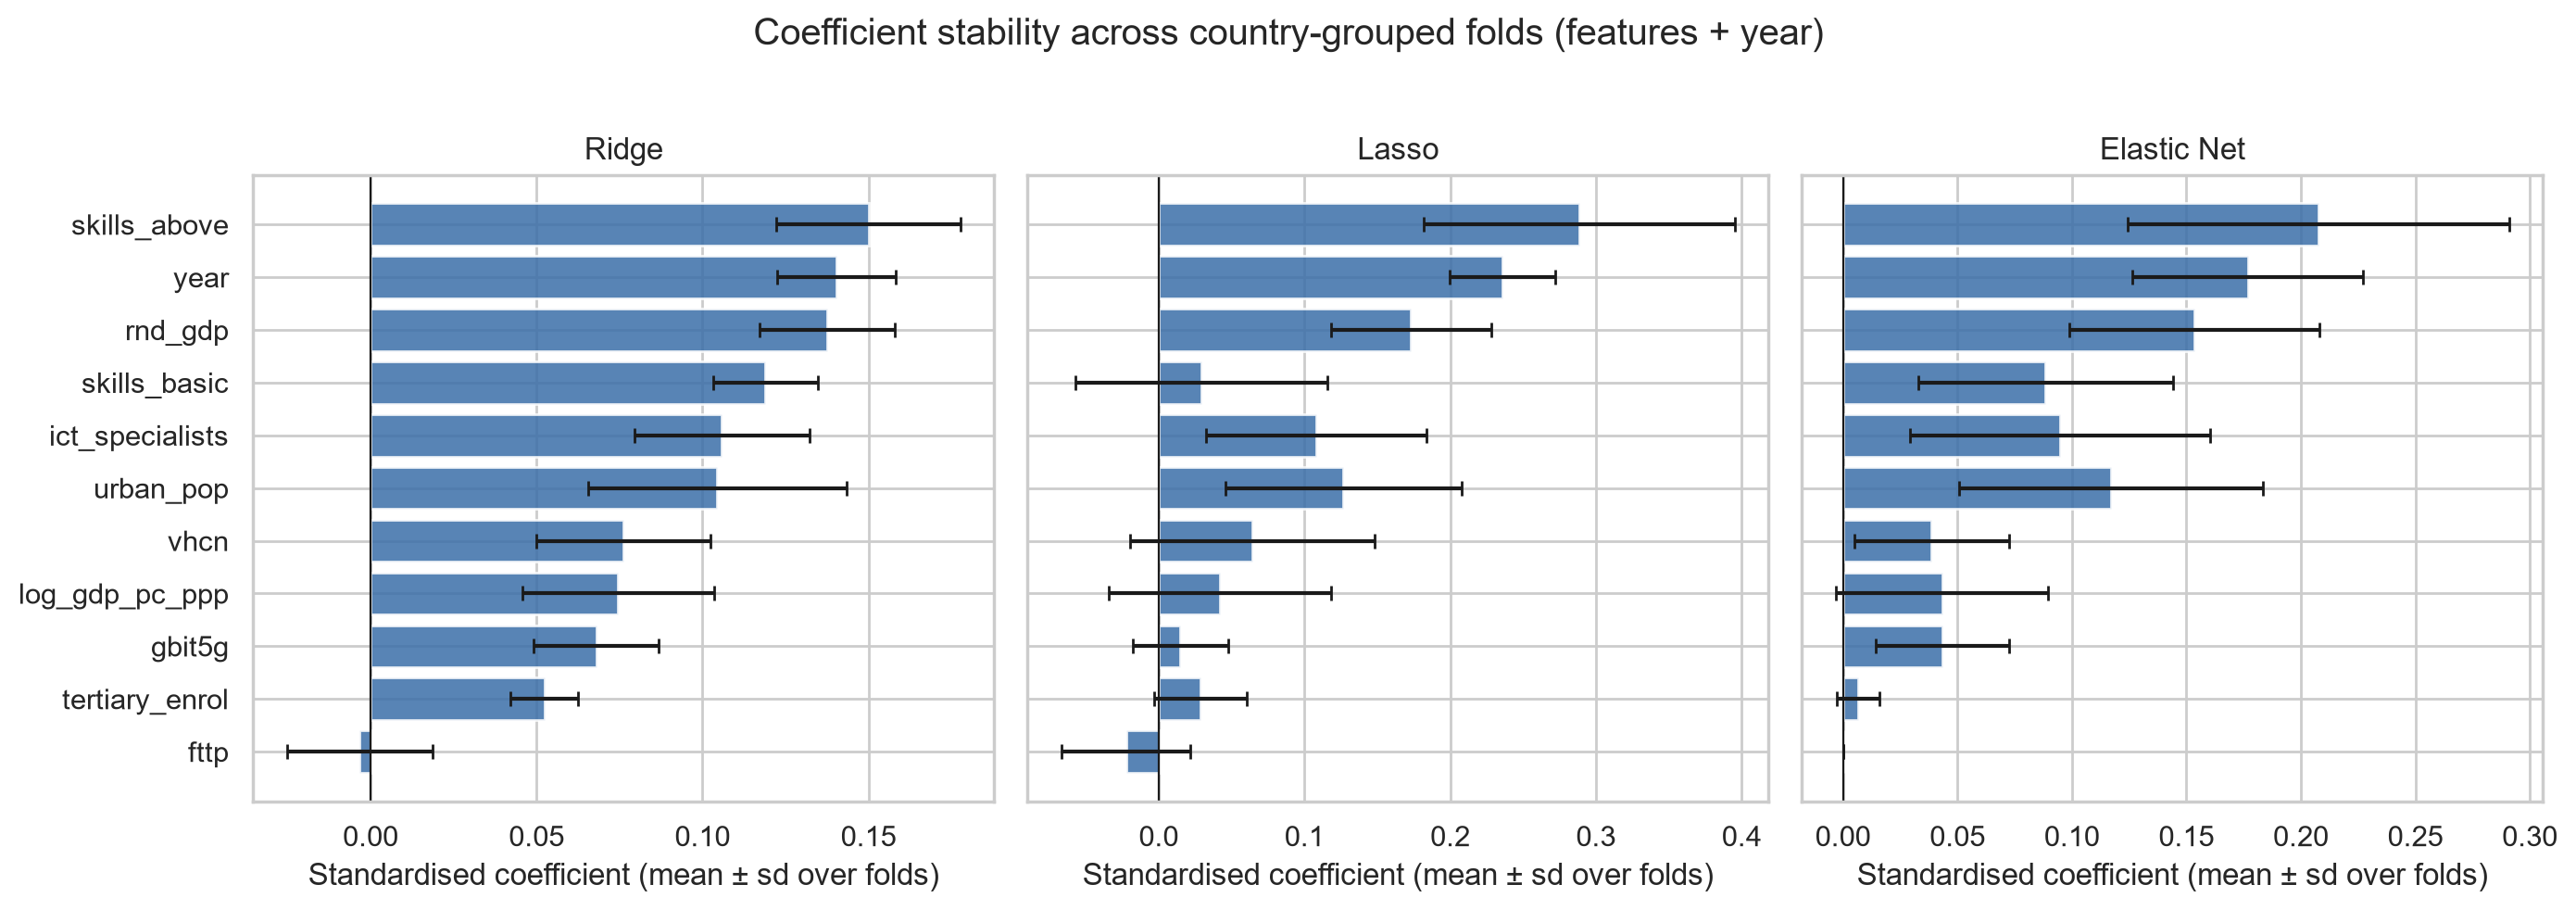 Coefficient stability across country-grouped folds (features + year)
Ridge
Lasso
Elastic Net
skills_above
year
rnd_gdp
skills_basic
ict_specialists
urban_pop
vhcn
log_gdp_pc_ppp
gbit5g
tertiary_enrol
fttp
0.00 0.05 0.10 0.15
0.0 0.1 0.2 0.3 0.4
0.00 0.05 0.10 0.15 0.20 0.25 0.30
Standardised coefficient (mean ± sd over folds)
Standardised coefficient (mean ± sd over folds)
Standardised coefficient (mean ± sd over folds)